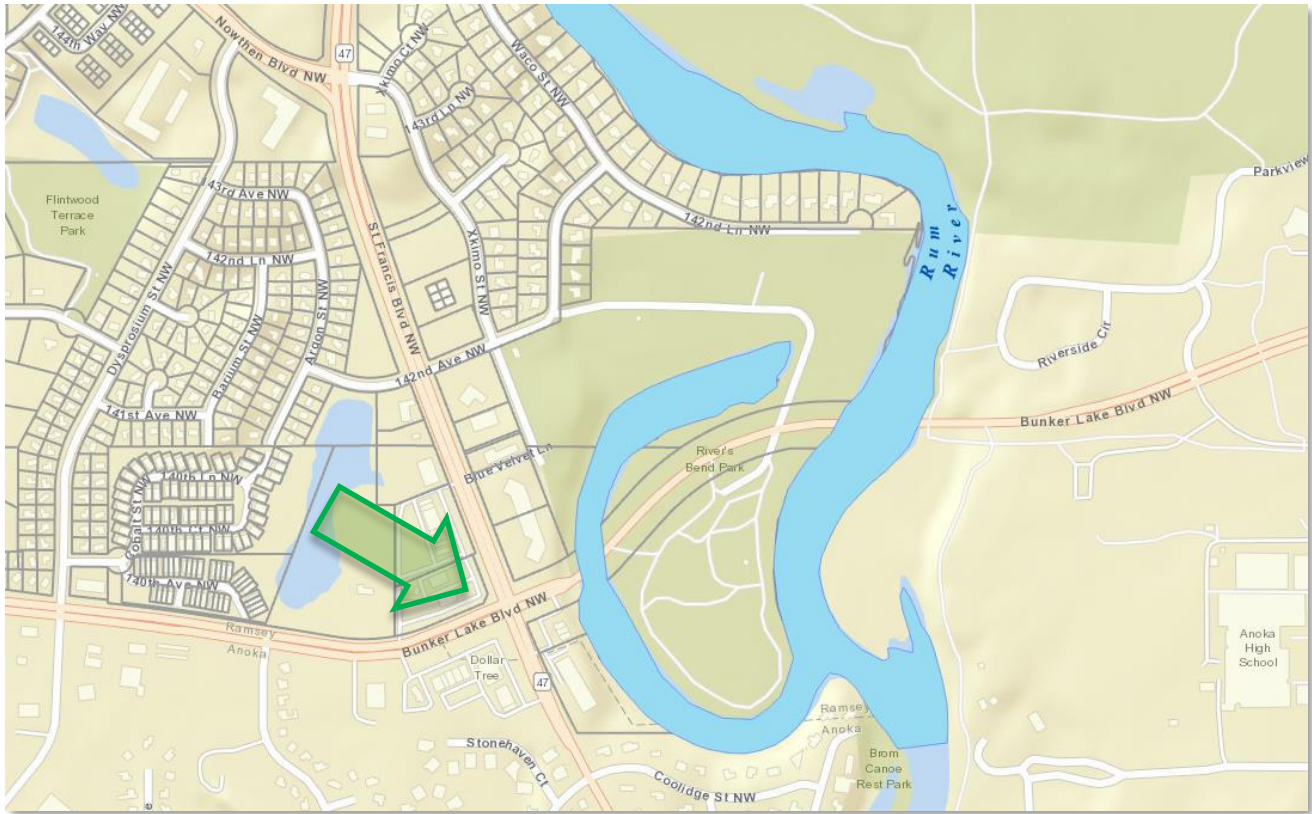 144th Way NW
Nowthen Blvd NW
47
Xkimo Ct NW
Waco St NW
143rd Ln NW
Parkview
Flintwood
Terrace
Park
143rd Ave NW
142nd Ln NW
142nd Ln NW
Rum
River
St Francis Blvd NW
Xkimo St NW
Dysprosium St NW
Barium St NW
Argon St NW
Riverside Cir
142nd Ave NW
141st Ave NW
Bunker Lake Blvd NW
River's
Bend Park
Blue Velvet Ln
140th Ln NW
Cobalt St NW
140th Ct NW
140th Ave NW
Bunker Lake Blvd NW
Ramsey
Anoka
Dollar
Tree
47
Anoka
High
School
Ramsey
Anoka
Stonehaven Ct
Coolidge St NW
Brom
Canoe
Rest Park
e